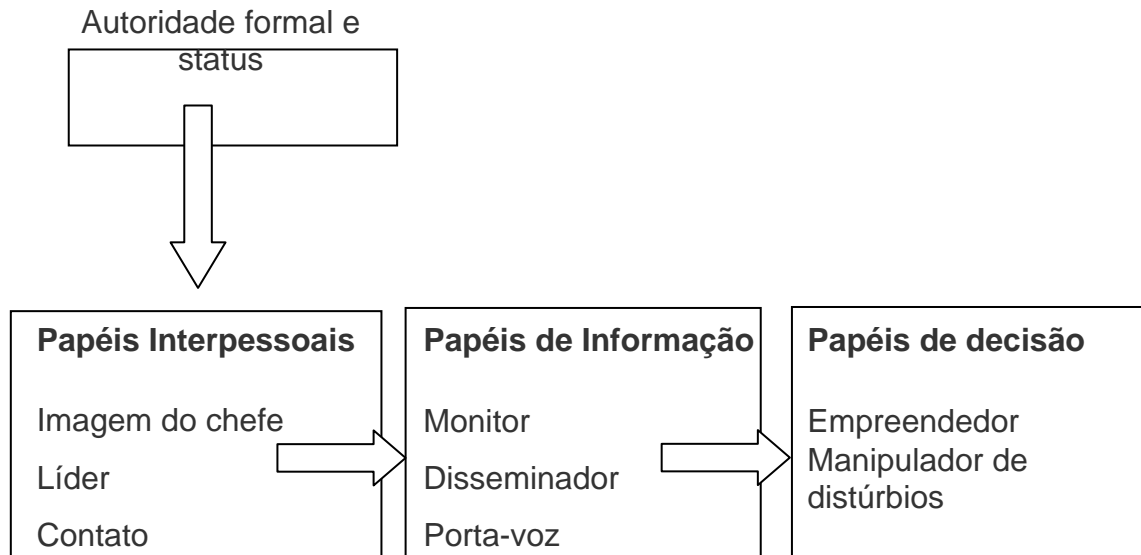 Autoridade formal e
status
Papéis Interpessoais
Imagem do chefe
Líder
Contato
Papéis de Informação
Monitor
Disseminador
Porta-voz
Papéis de decisão
Empreendedor
Manipulador de
distúrbios